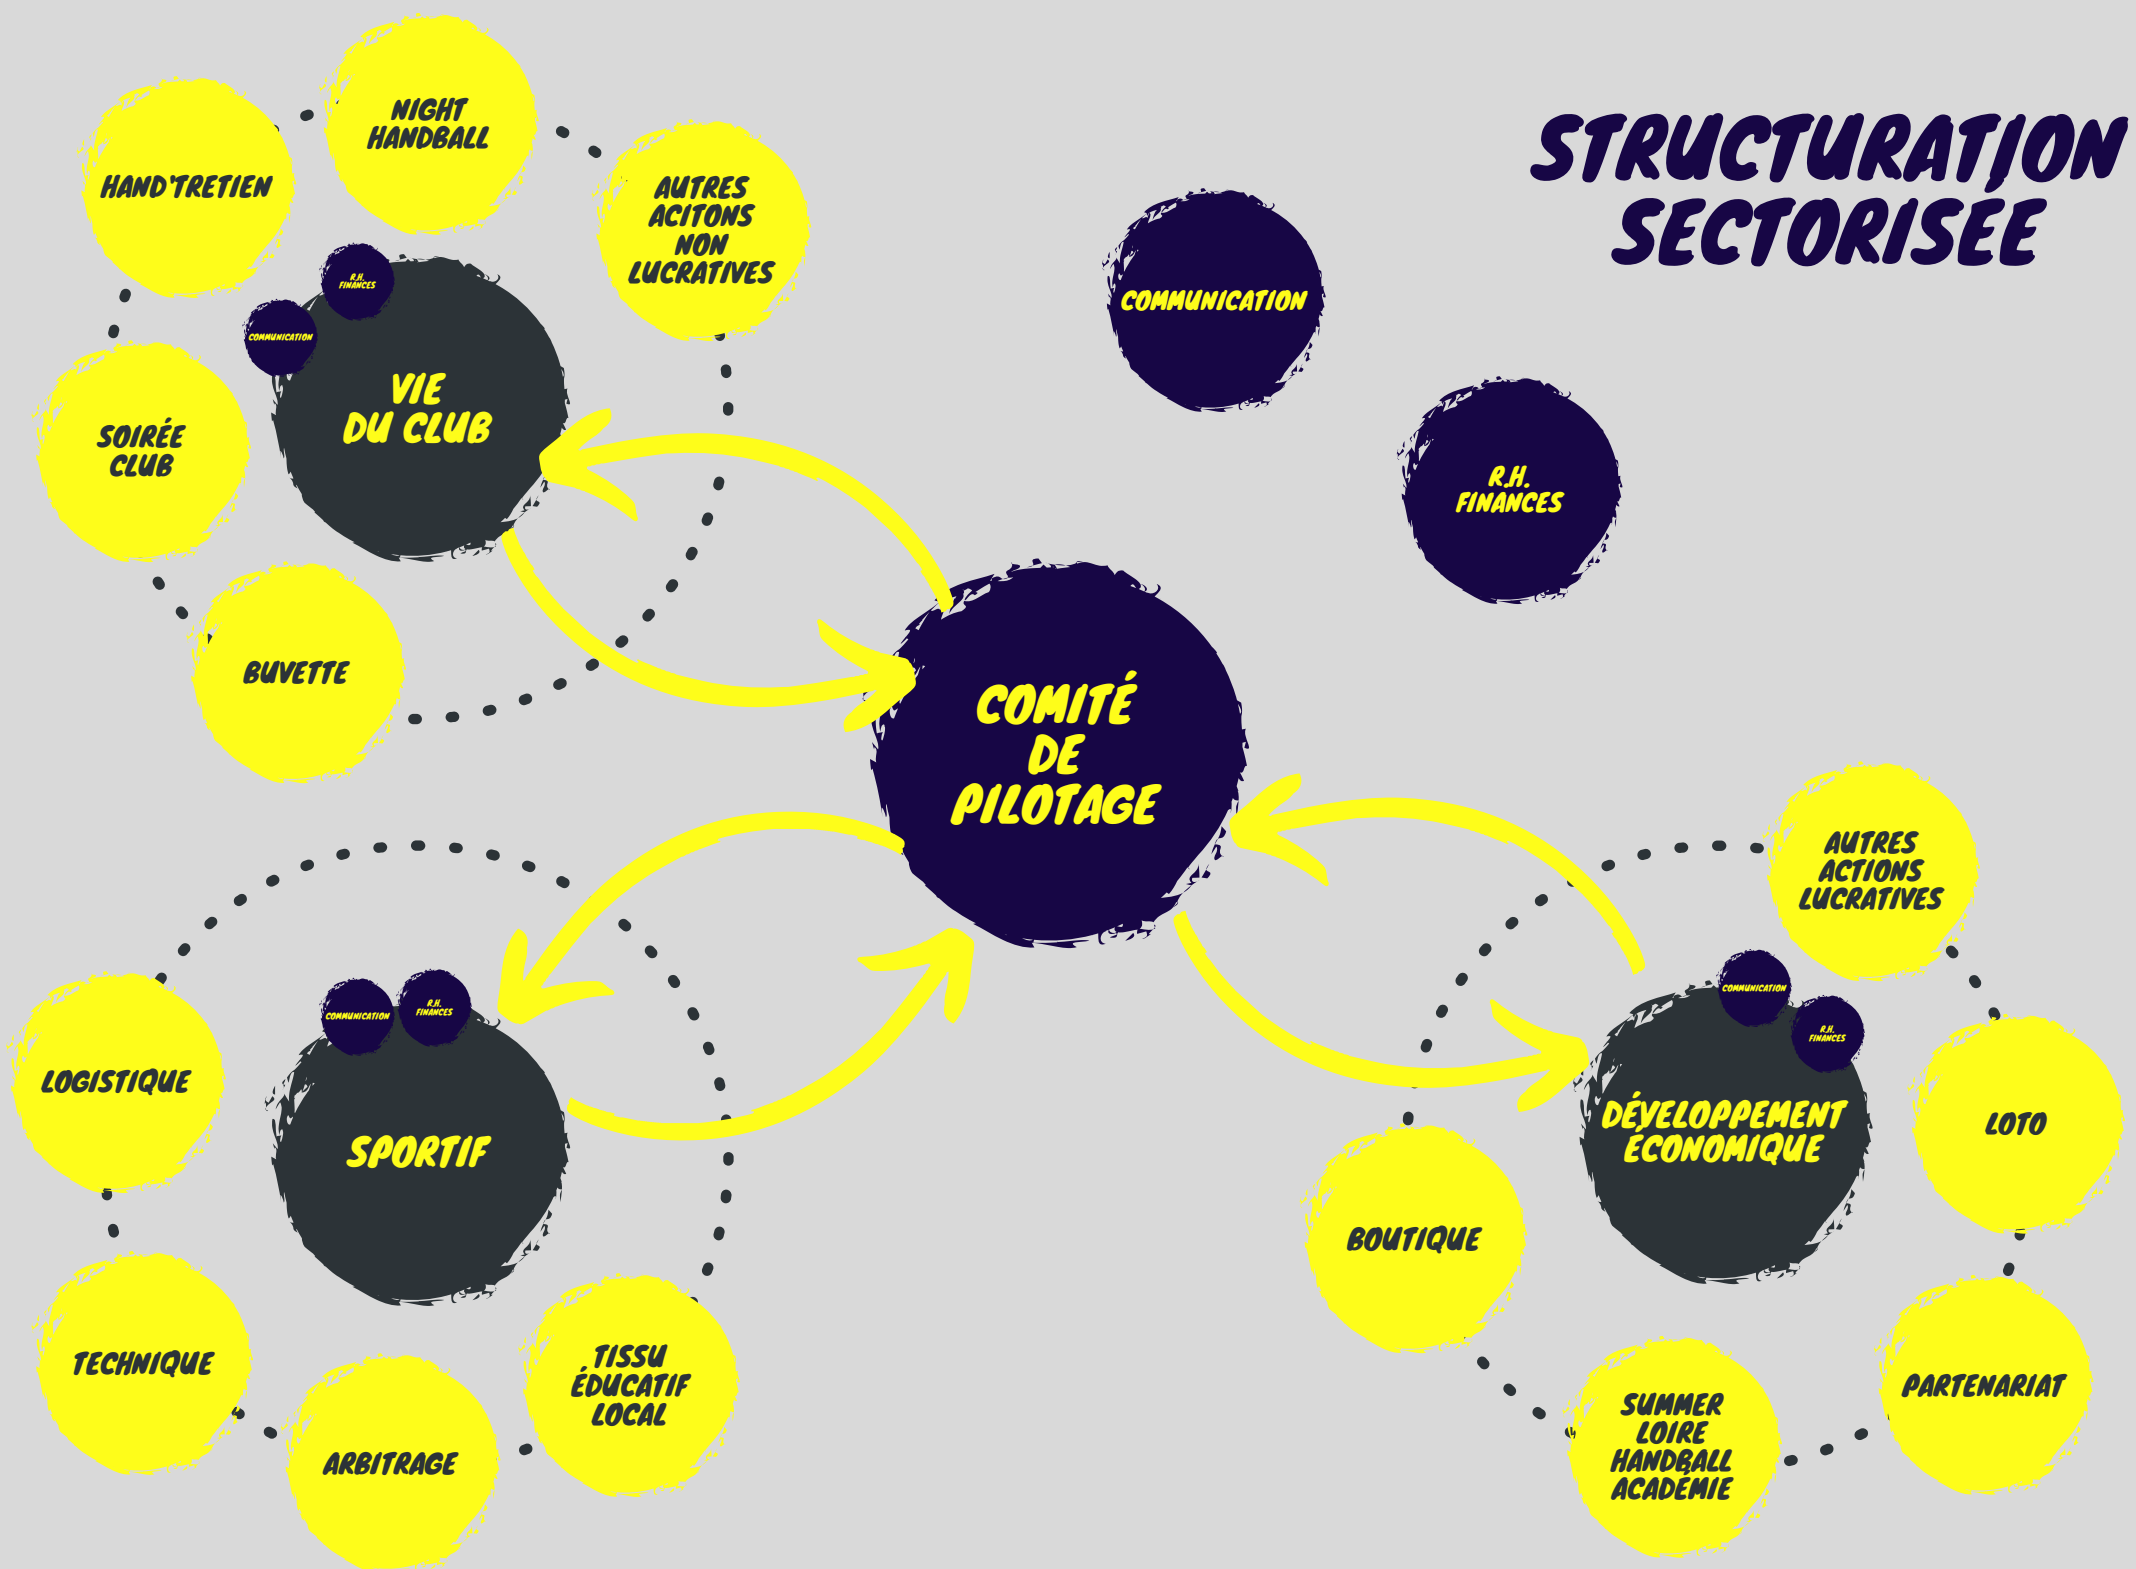 STRUCTURATION
SECTORISÉE
NIGHT
HANDBALL
HAND'TRETIEN
AUTRES
ACITONS
NON
LUCRATIVES
R.H.
FINANCES
COMMUNICATION
VIE
DU CLUB
SOIRÉE
CLUB
BUVETTE
COMMUNICATION
R.H.
FINANCES
COMITÉ
DE
PILOTAGE
COMMUNICATION
R.H.
FINANCES
SPORTIF
LOGISTIQUE
TECHNIQUE
ARBITRAGE
TISSU
ÉDUCATIF
LOCAL
AUTRES
ACTIONS
LUCRATIVES
COMMUNICATION
R.H.
FINANCES
DÉVELOPPEMENT
ÉCONOMIQUE
LOTO
BOUTIQUE
PARTENARIAT
SUMMER
LOIRE
HANDBALL
ACADÉMIE